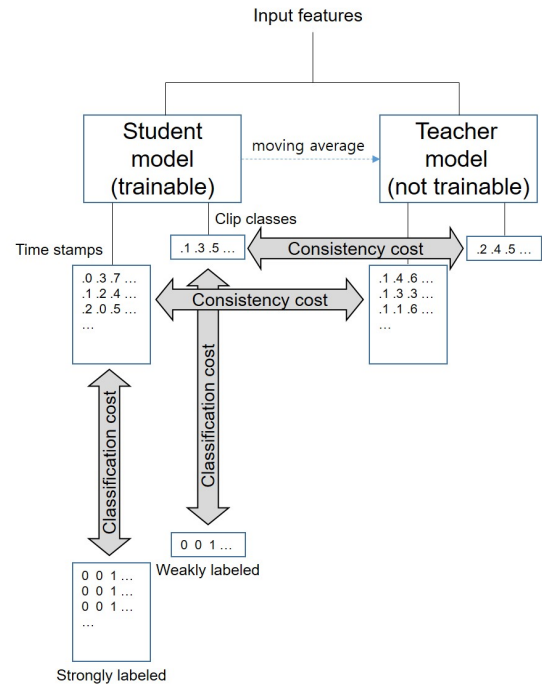 Input features
Student
model
(trainable)
moving average
Teacher
model
(not trainable)
Clip classes
Time stamps
.1 .3 .5 ...
Consistency cost
.2 .4 .5 ...
.0 .3 .7 ...
.1 .2 .4 ...
.2 .0 .5 ...
...
Consistency cost
.1 .4 .6 ...
.1 .3 .3 ...
.1 .1 .6 ...
...
Classification cost
Classification cost
0 0 1 ...
Weakly labeled
0 0 1 ...
0 0 1 ...
0 0 1 ...
...
Strongly labeled